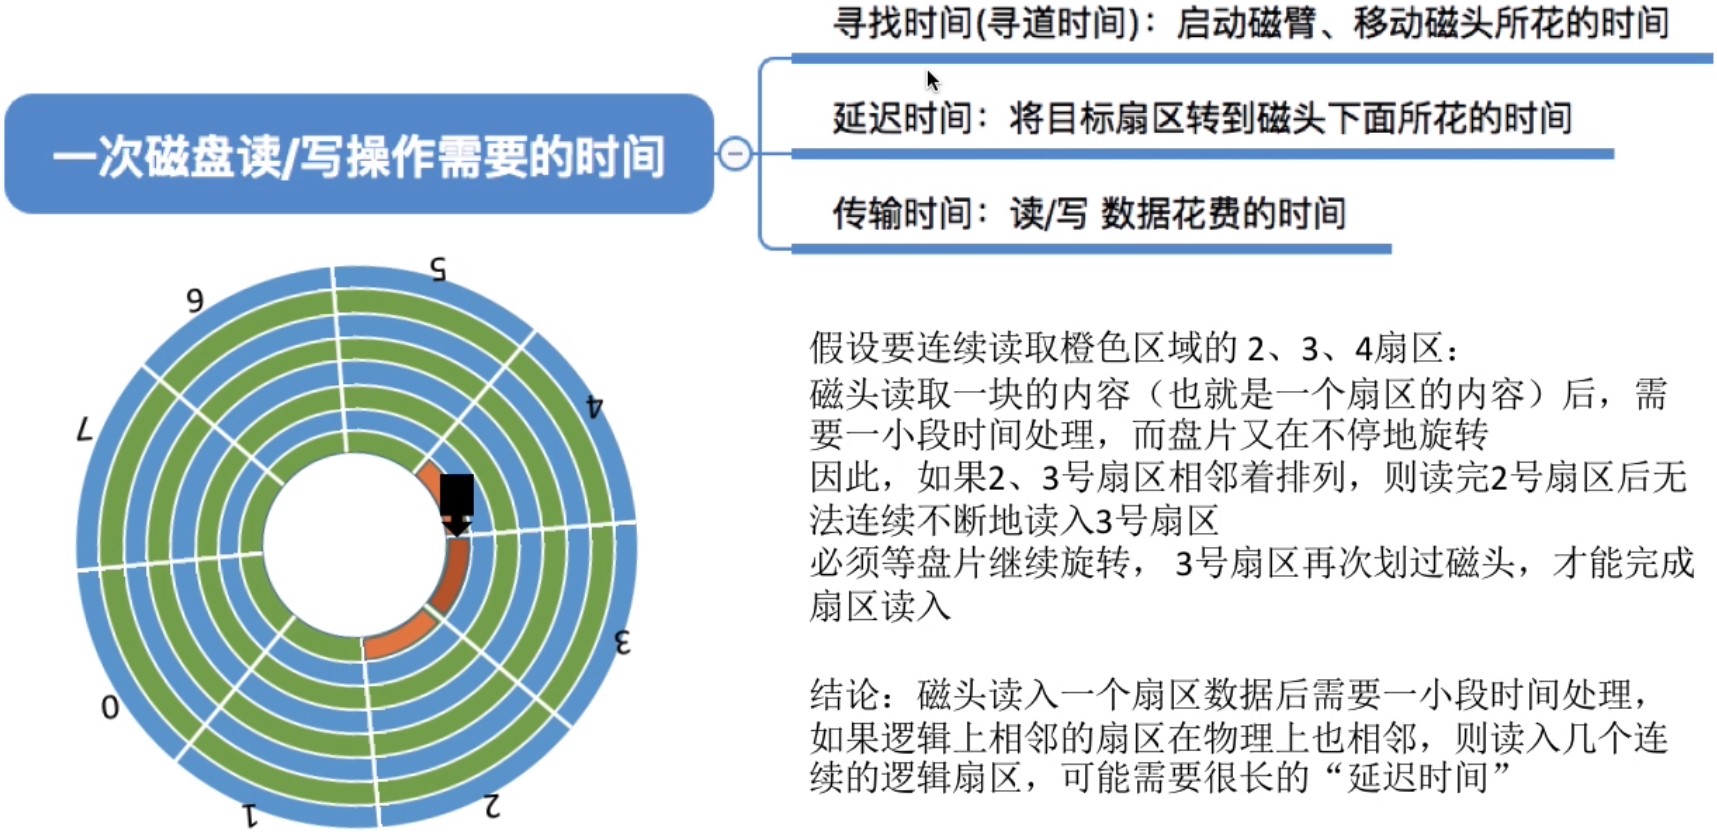 寻找时间(寻道时间)：启动磁臂、移动磁头所花的时间
延迟时间：将目标扇区转到磁头下面所花的时间
一次磁盘读/写操作需要的时间
传输时间：读/写 数据花费的时间
5
6
4
7
3
0
2
1
假设要连续读取橙色区域的 2、3、4扇区：
磁头读取一块的内容（也就是一个扇区的内容）后，需
要一小段时间处理，而盘片又在不停地旋转
因此，如果2、3号扇区相邻着排列，则读完2号扇区后无
法连续不断地读入3号扇区
必须等盘片继续旋转， 3号扇区再次划过磁头，才能完成
扇区读入
结论：磁头读入一个扇区数据后需要一小段时间处理，
如果逻辑上相邻的扇区在物理上也相邻，则读入几个连
续的逻辑扇区，可能需要很长的“延迟时间”